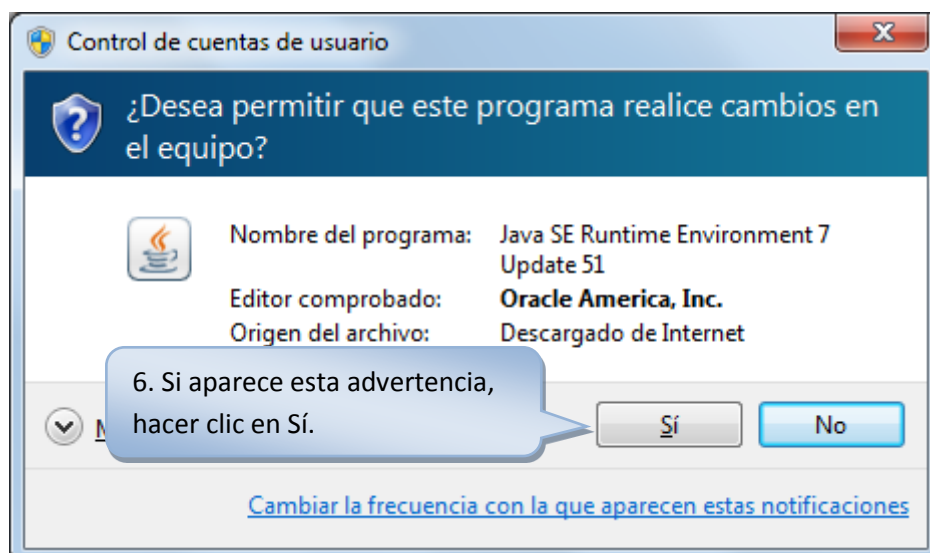 Control de cuentas de usuario
¿Desea permitir que este programa realice cambios en
el equipo?
Nombre del programa: Java SE Runtime Environment 7
Update 51
Editor comprobado: Oracle America, Inc.
Origen del archivo: Descargado de Internet
6. Si aparece esta advertencia,
hacer clic en Sí.
Sí No
Cambiar la frecuencia con la que aparecen estas notificaciones